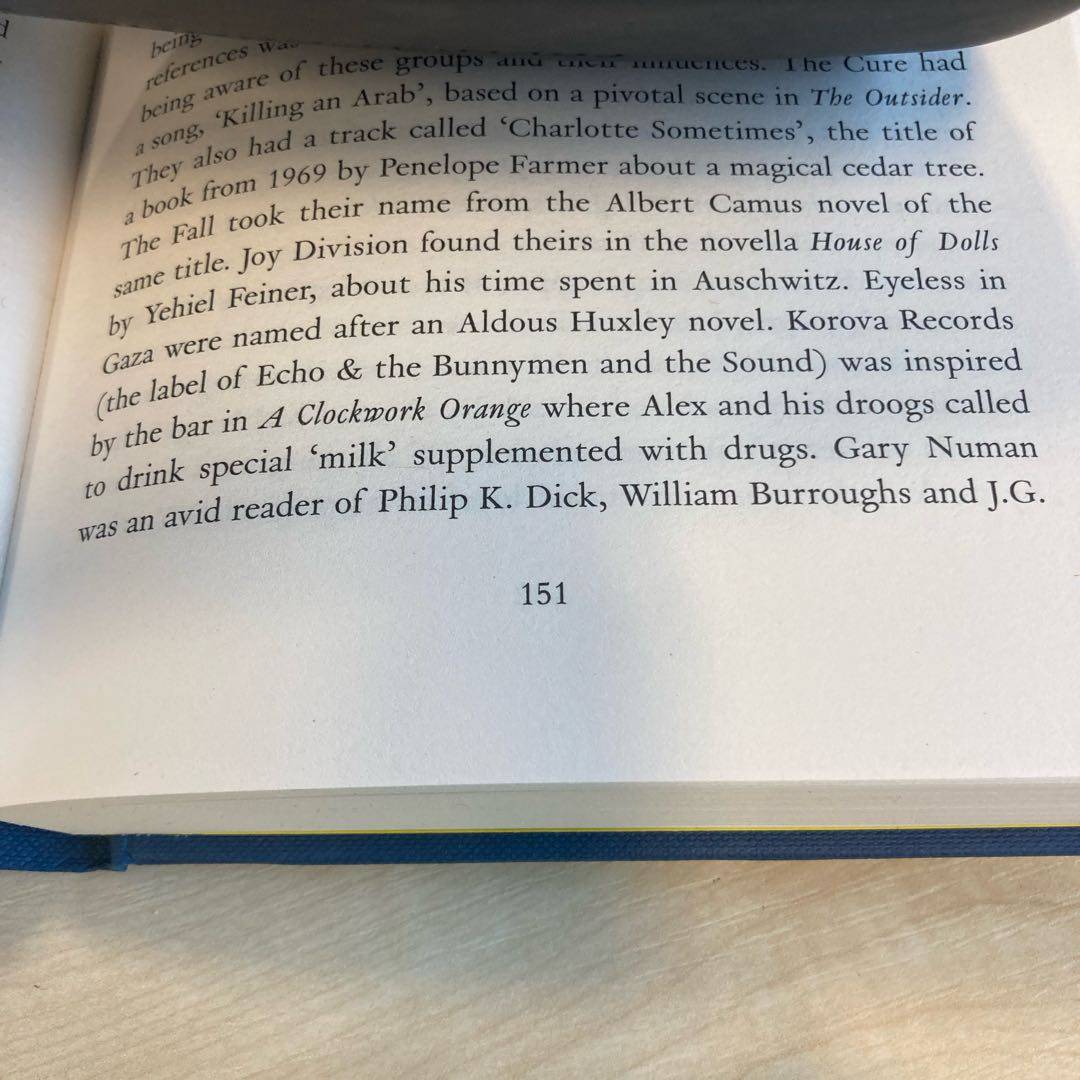 being
references was
being aware of these groups and their influences. The Cure had
a song, ‘Killing an Arab’, based on a pivotal scene in The Outsider.
They also had a track called ‘Charlotte Sometimes’, the title of
a book from 1969 by Penelope Farmer about a magical cedar tree.
The Fall took their name from the Albert Camus novel of the
same title. Joy Division found theirs in the novella House of Dolls
by Yehiel Feiner, about his time spent in Auschwitz. Eyeless in
Gaza were named after an Aldous Huxley novel. Korova Records
(the label of Echo & the Bunnymen and the Sound) was inspired
by the bar in A Clockwork Orange where Alex and his droogs called
to drink special ‘milk’ supplemented with drugs. Gary Numan
was an avid reader of Philip K. Dick, William Burroughs and J.G.
151